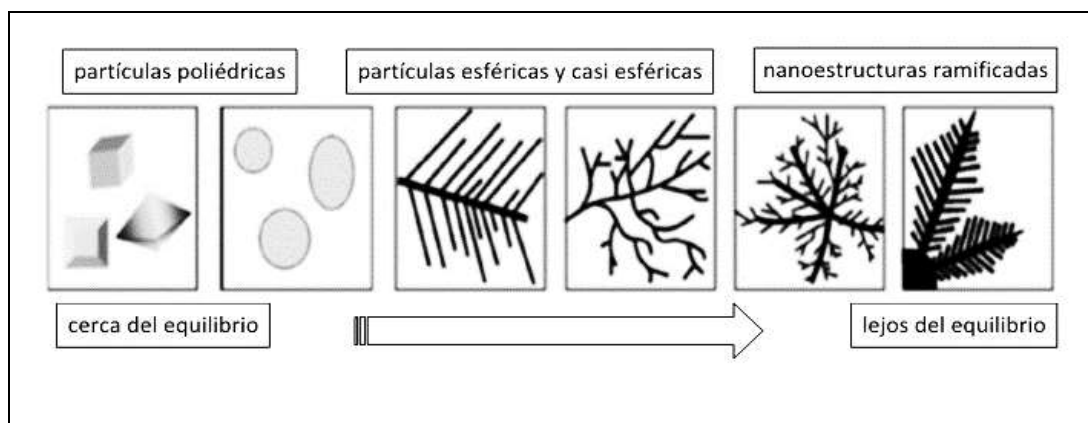 partículas poliédricas
partículas esféricas y casi esféricas
nanoestructuras ramificadas
cerca del equilibrio
lejos del equilibrio